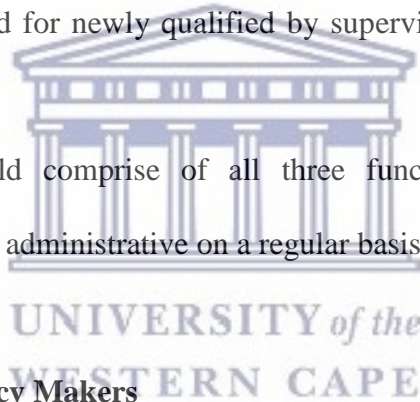 d for newly qualified by supervi
ld comprise of all three func
administrative on a regular basis
UNIVERSITY of the
WESTERN CAPE
cy Makers